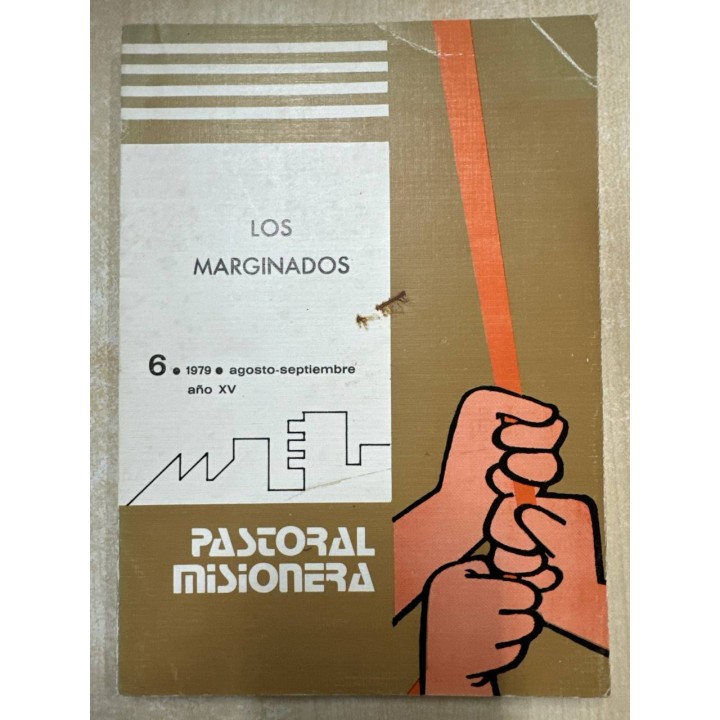 LOS
MARGINADOS
6 • 1979 • agosto-septiembre
año XV
PASTORAL
MISIONERA